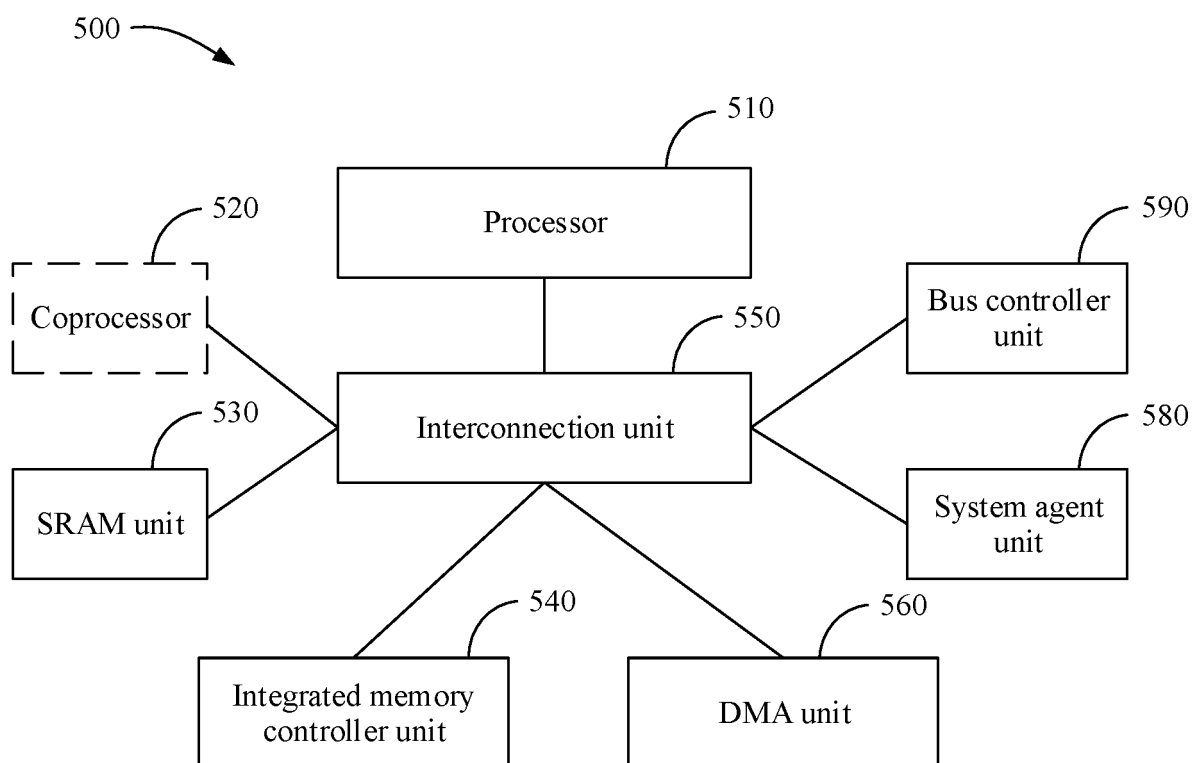 500
510
Processor
520
Coprocessor
590
Bus controller
unit
550
Interconnection unit
530
SRAM unit
580
System agent
unit
540
Integrated memory
controller unit
560
DMA unit